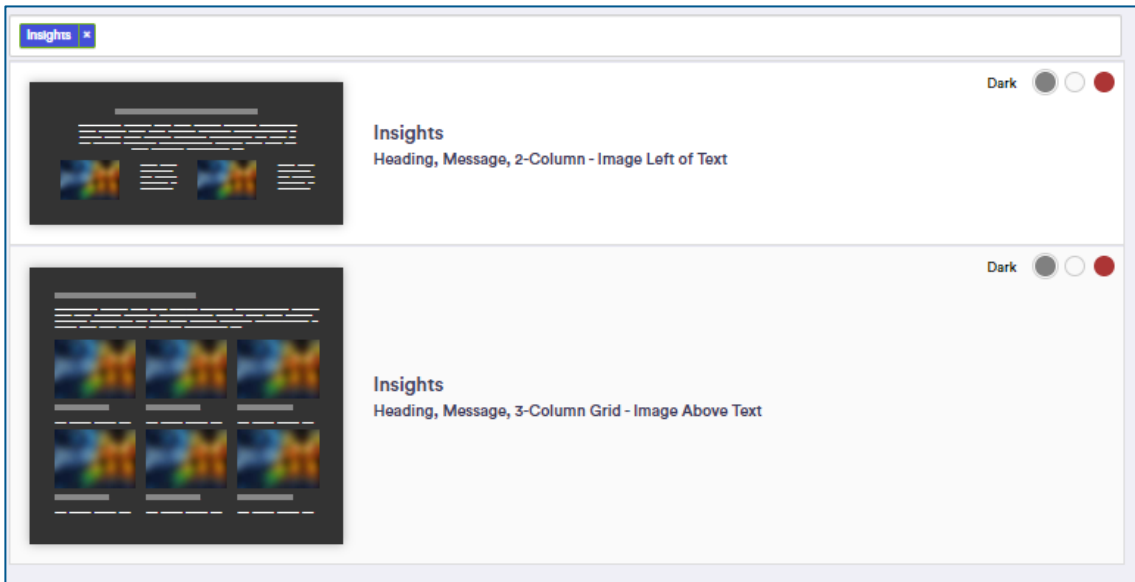 Insights ×
Dark
Insights
Heading, Message, 2-Column - Image Left of Text
Dark
Insights
Heading, Message, 3-Column Grid - Image Above Text